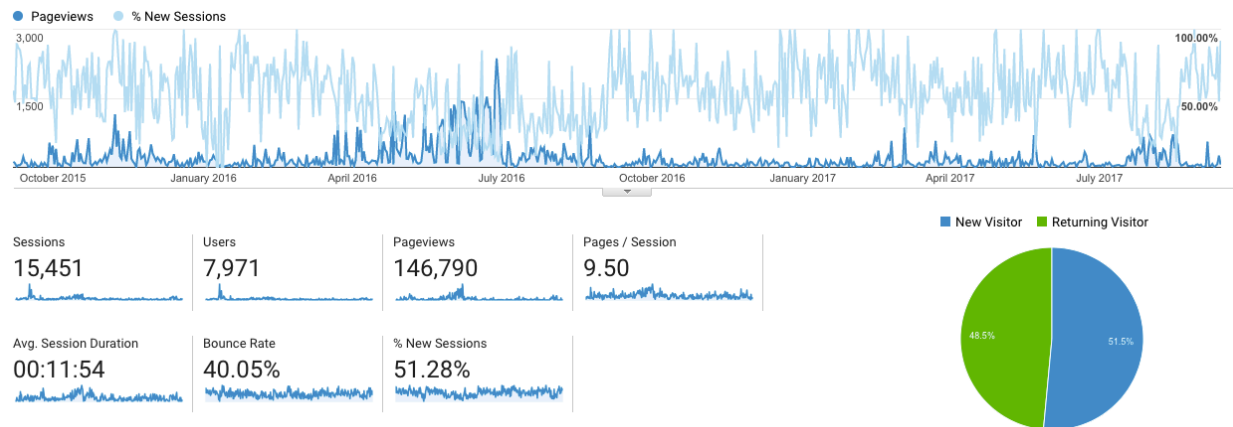 Pageviews % New Sessions
3,000 100.00%
1,500 50.00%
October 2015 January 2016 April 2016 July 2016 October 2016 January 2017 April 2017 July 2017
New Visitor Returning Visitor
Sessions Users Pageviews Pages / Session
15,451 7,971 146,790 9.50
48.5% 51.5%
Avg. Session Duration Bounce Rate % New Sessions
00:11:54 40.05% 51.28%